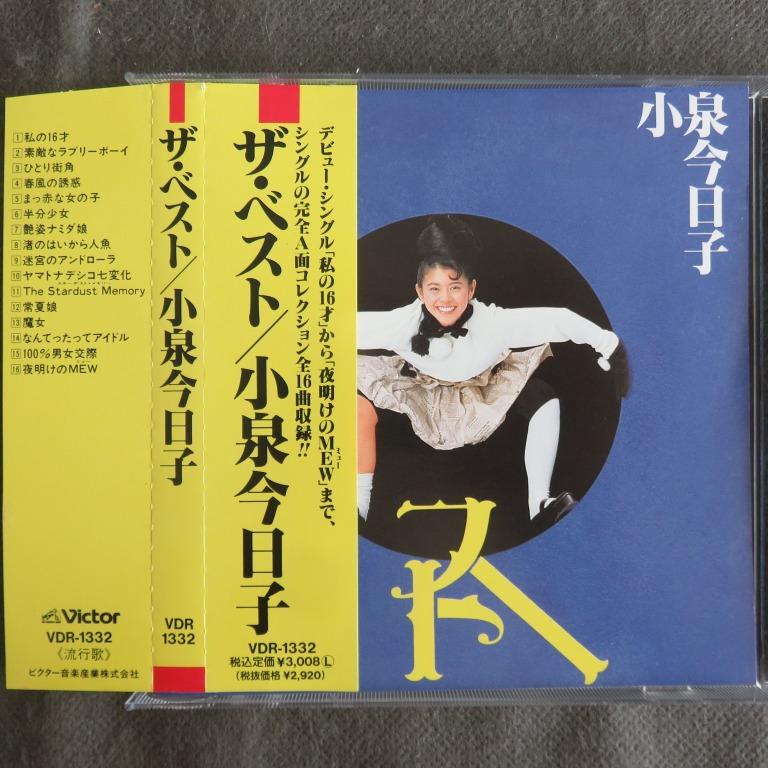 1 私の16才
2 素敵なラブリーボーイ
3 ひとり街角
4 春風の誘惑
5 まっ赤な女の子
6 半分少女
7 艶姿ナミダ娘
8 渚のはいから人魚
9 迷宮のアンドローラ
10 ヤマトナデシコ七変化
11 The Stardust Memory
12 常夏娘
13 魔女
14 なんてったってアイドル
15 100%男女交際
16 夜明けのMEW
Victor
VDR-1332
《流行歌》
ビクター音楽産業株式会社
ザ・ベスト/小泉今日子
VDR
1332
デビュー・シングル「私の16才」から「夜明けのMEW」まで、
ミュー
シングルの完全A面コレクション全16曲収録!!
ザ・ベスト/小泉今日子
VDR-1332
税込定価¥3,008Ⓛ
(税抜価格¥2,920)
小泉今日子
スト